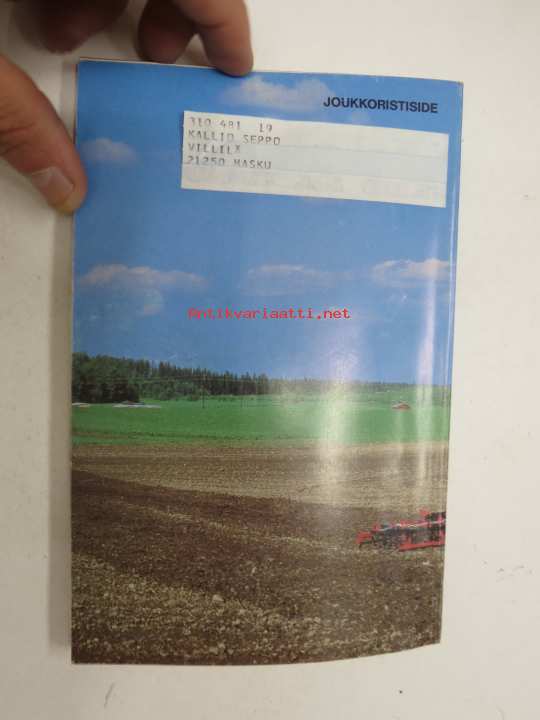 JOUKKORISTISIDE
310 481 19
KALLIO SEPPO
VILLILÄ
21250 MASKU
Antikvariaatti.net